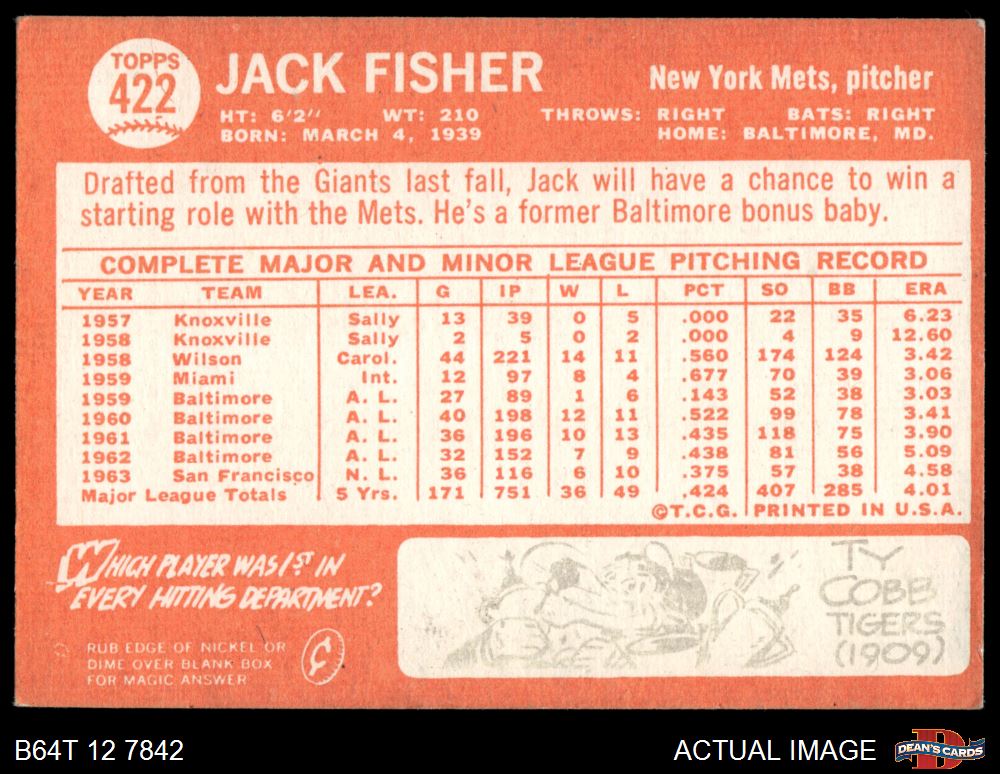 TOPPS
422
JACK FISHER
New York Mets, pitcher
HT: 6'2" WT: 210 THROWS: RIGHT BATS: RIGHT
BORN: MARCH 4, 1939 HOME: BALTIMORE, MD.
Drafted from the Giants last fall, Jack will have a chance to win a
starting role with the Mets. He's a former Baltimore bonus baby.
COMPLETE MAJOR AND MINOR LEAGUE PITCHING RECORD
YEAR TEAM LEA. G IP W L PCT SO BB ERA
1957 Knoxville Sally 13 39 0 5 .000 22 35 6.23
1958 Knoxville Sally 2 5 0 2 .000 4 9 12.60
1958 Wilson Carol. 44 221 14 11 .560 174 124 3.42
1959 Miami Int. 12 97 8 4 .677 70 39 3.06
1959 Baltimore A. L. 27 89 1 6 .143 52 38 3.03
1960 Baltimore A. L. 40 198 12 11 .522 99 78 3.41
1961 Baltimore A. L. 36 196 10 13 .435 118 75 3.90
1962 Baltimore A. L. 32 152 7 9 .438 81 56 5.09
1963 San Francisco N. L. 36 116 6 10 .375 57 38 4.58
Major League Totals 5 Yrs. 171 751 36 49 .424 407 285 4.01
©T.C.G. PRINTED IN U.S.A.
WHICH PLAYER WAS 1ST IN
EVERY HITTING DEPARTMENT?
RUB EDGE OF NICKEL OR
DIME OVER BLANK BOX
FOR MAGIC ANSWER
¢
TY
COBB
TIGERS
(1909)
B64T 12 7842
ACTUAL IMAGE
D
DEAN'S CARDS